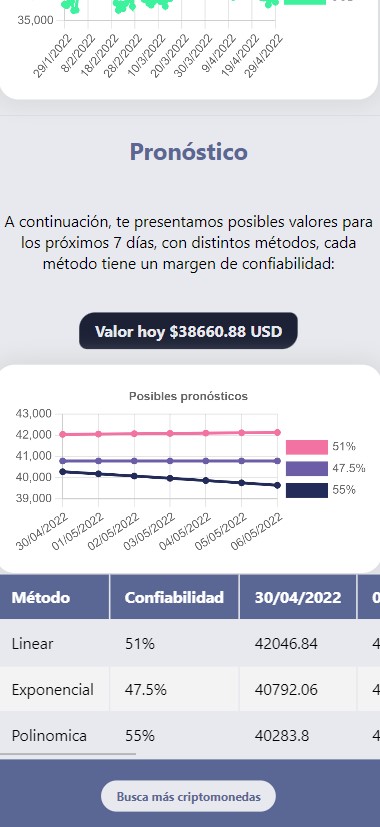 35,000
29/1/2022
8/2/2022
18/2/2022
28/2/2022
10/3/2022
20/3/2022
30/3/2022
9/4/2022
19/4/2022
29/4/2022
Pronóstico
A continuación, te presentamos posibles valores para
los próximos 7 días, con distintos métodos, cada
método tiene un margen de confiabilidad:
Valor hoy $38660.88 USD
Posibles pronósticos
43,000
42,000
41,000
40,000
39,000
51%
47.5%
55%
30/04/2022
01/05/2022
02/05/2022
03/05/2022
04/05/2022
05/05/2022
06/05/2022
Método Confiabilidad 30/04/2022 0
Linear 51% 42046.84 4
Exponencial 47.5% 40792.06 4
Polinomica 55% 40283.8 4
Busca más criptomonedas